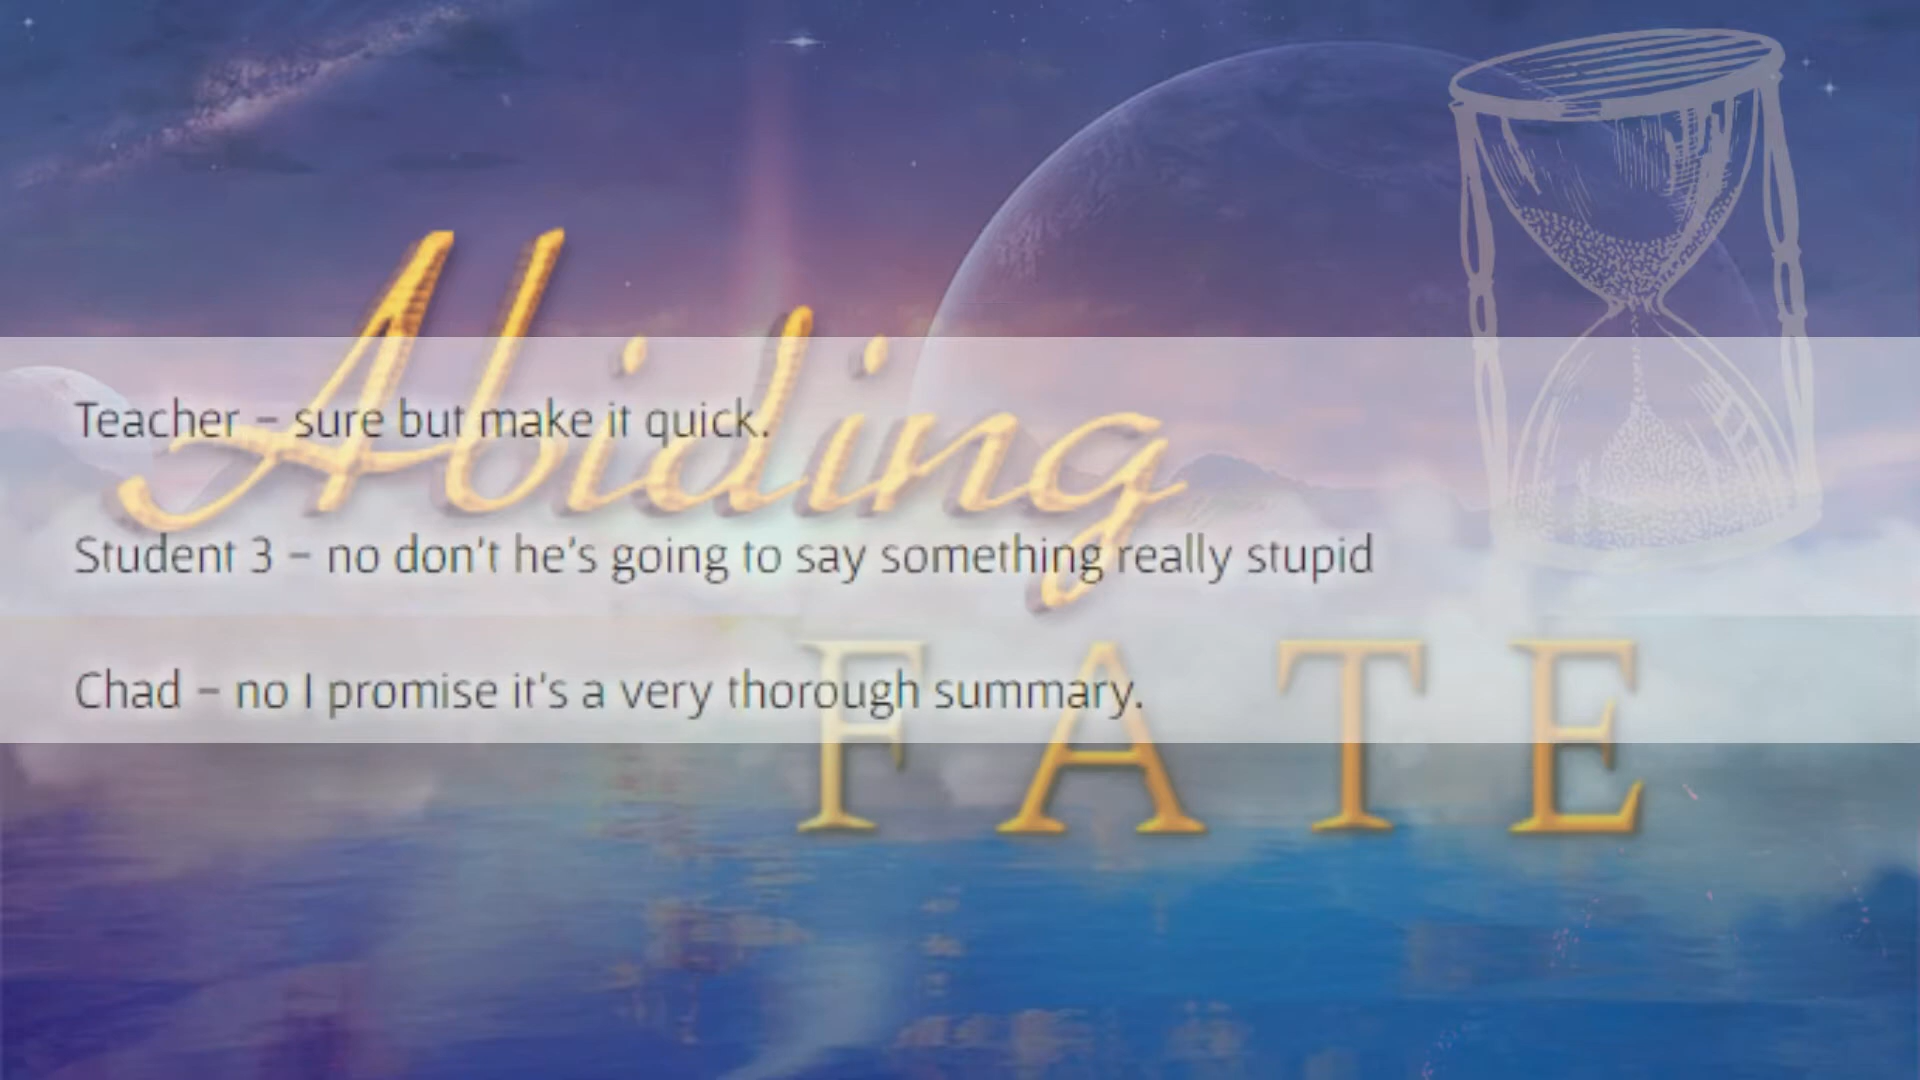 Abiding
Teacher – sure but make it quick.
Student 3 – no don't he's going to say something really stupid
FATE
Chad – no I promise it's a very thorough summary.